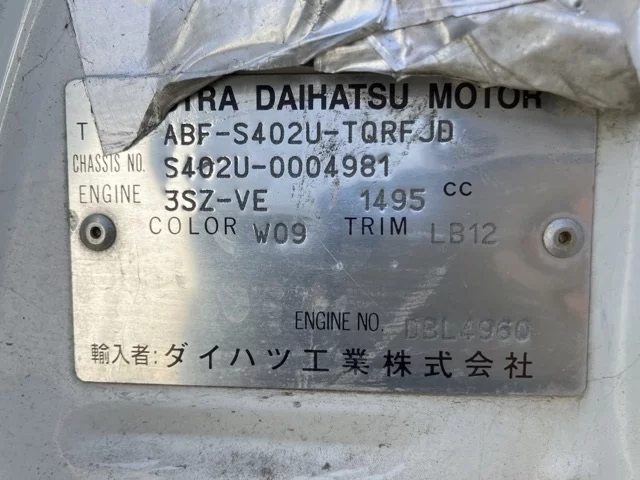 TRA DAIHATSU MOTOR
T ABF-S402U-TQRFJD
CHASSIS NO. S402U-0004981
ENGINE 3SZ-VE 1495 CC
COLOR W09 TRIM LB12
ENGINE NO. DBL4960
輸入者: ダイハツ工業株式会社